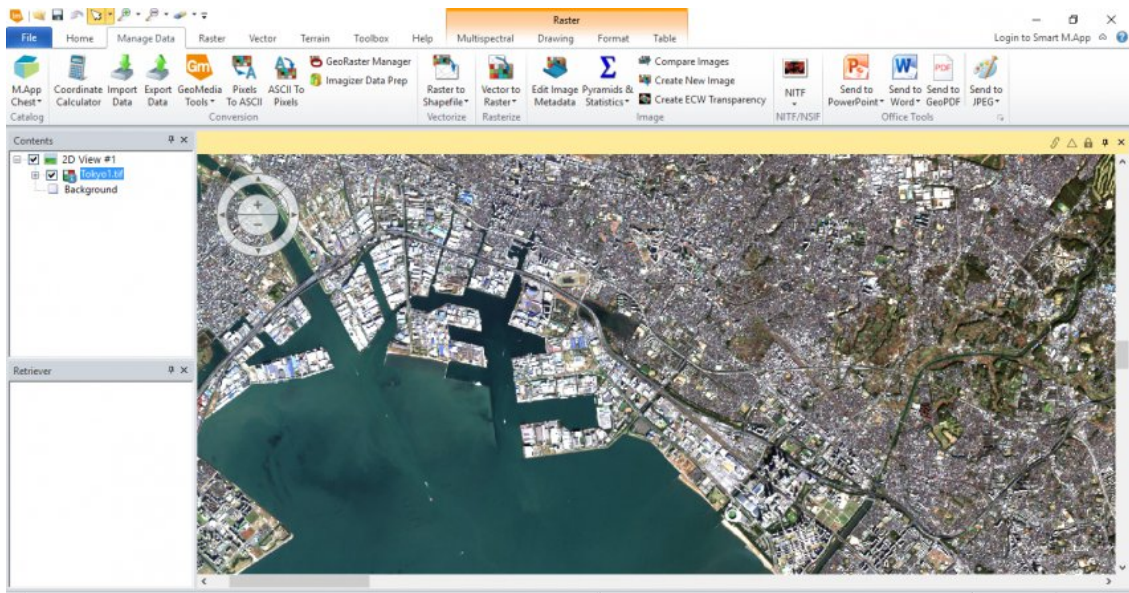 Raster
File Home Manage Data Raster Vector Terrain Toolbox Help Multispectral Drawing Format Table Login to Smart M.App
M.App Chest
Coordinate Calculator
Import Data
Export Data
GeoMedia Tools
Pixels To ASCII
ASCII To Pixels
GeoRaster Manager
Imagizer Data Prep
Raster to Shapefile
Vector to Raster
Edit Image Metadata
Pyramids & Statistics
Compare Images
Create New Image
Create ECW Transparency
NITF
Send to PowerPoint
Send to Word
Send to GeoPDF
Send to JPEG
Catalog Conversion Vectorize Rasterize Image NITF/NSIF Office Tools
Contents
2D View #1
Tokyo1.tif
Background
Retriever